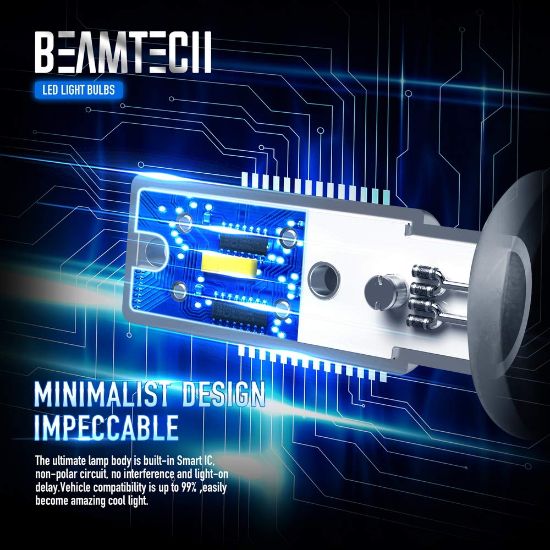 BEAMTECH
LED LIGHT BULBS
MINIMALIST DESIGN
IMPECCABLE
The ultimate lamp body is built-in Smart IC,
non-polar circuit, no interference and light-on
delay.Vehicle compatibility is up to 99% ,easily
become amazing cool light.